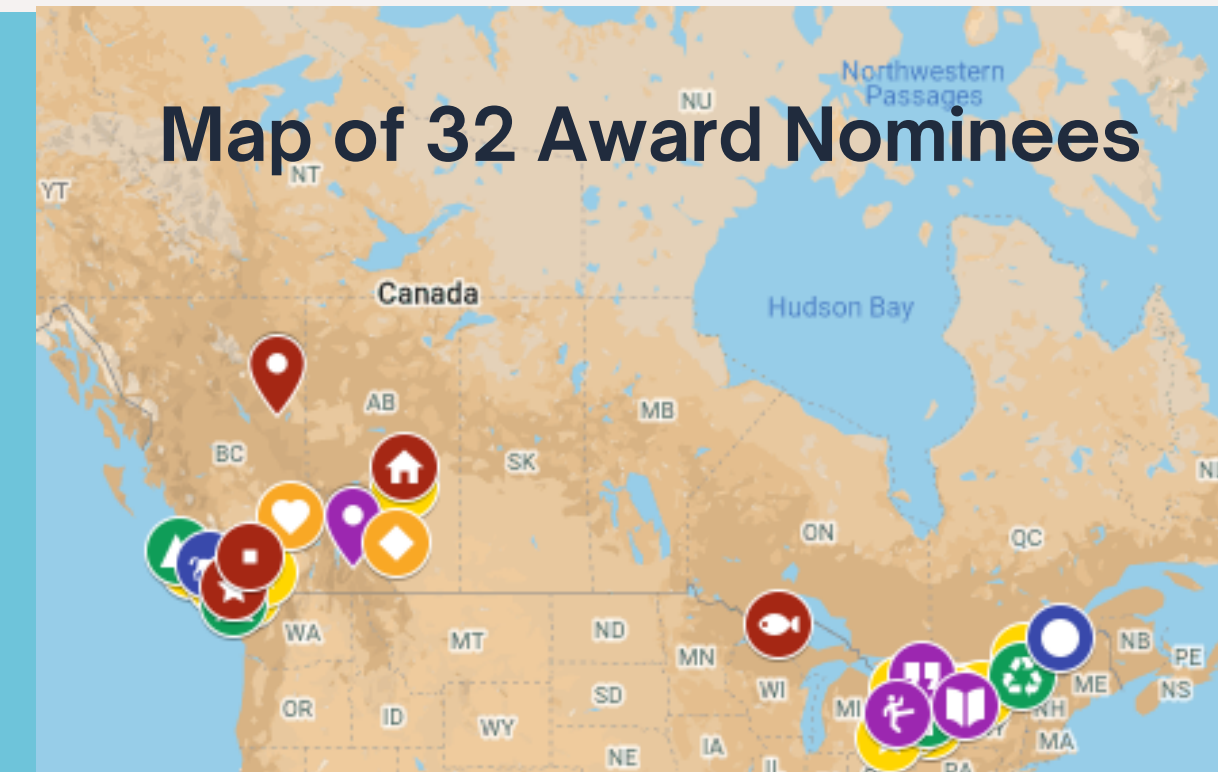 Northwestern
Passages
NU
Map of 32 Award Nominees
NT
YT
Canada
Hudson Bay
AB
MB
BC
SK
ON
QC
WA
MT
ND
MN
NB
PE
SD
WI
MI
ME
NS
OR
ID
WY
NH
IA
MA
NE
PA